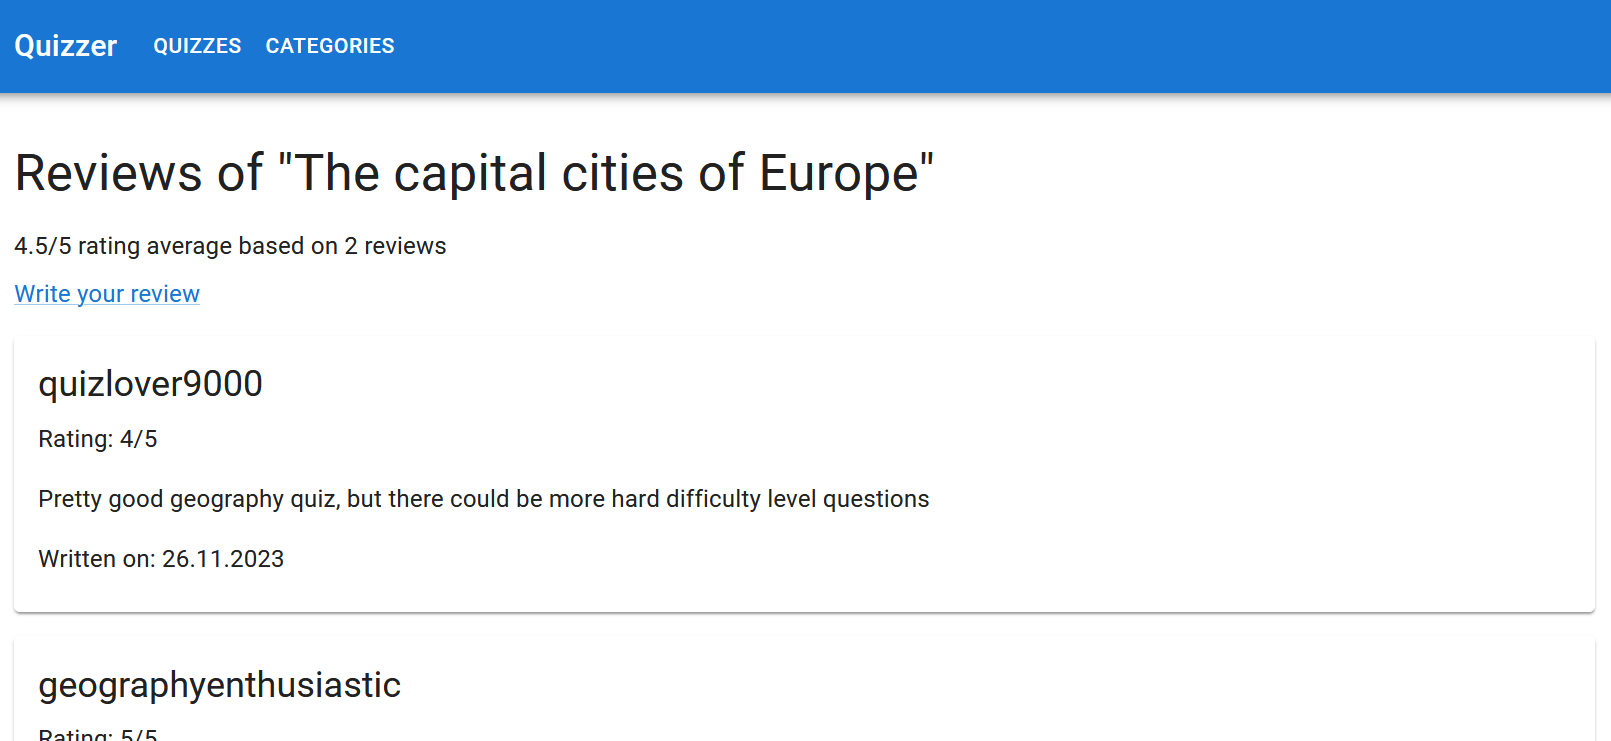 Quizzer QUIZZES CATEGORIES
Reviews of "The capital cities of Europe"
4.5/5 rating average based on 2 reviews
Write your review
quizlover9000
Rating: 4/5
Pretty good geography quiz, but there could be more hard difficulty level questions
Written on: 26.11.2023
geographyenthusiastic
Rating: 5/5